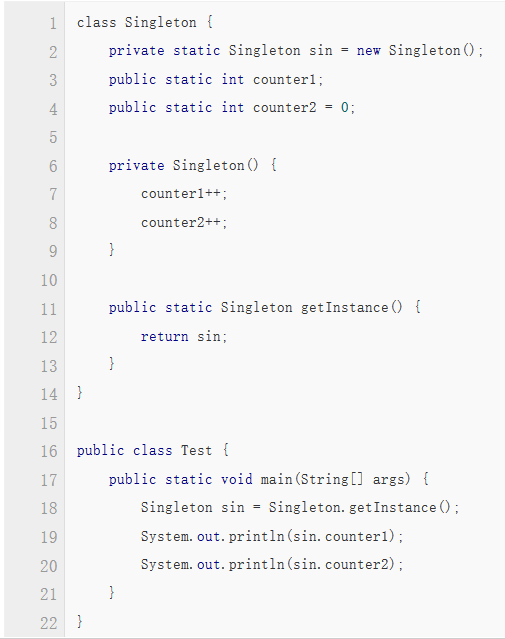 1 class Singleton {
2     private static Singleton sin = new Singleton();
3     public static int counter1;
4     public static int counter2 = 0;
5
6     private Singleton() {
7         counter1++;
8         counter2++;
9     }
10
11     public static Singleton getInstance() {
12         return sin;
13     }
14 }
15
16 public class Test {
17     public static void main(String[] args) {
18         Singleton sin = Singleton.getInstance();
19         System.out.println(sin.counter1);
20         System.out.println(sin.counter2);
21     }
22 }